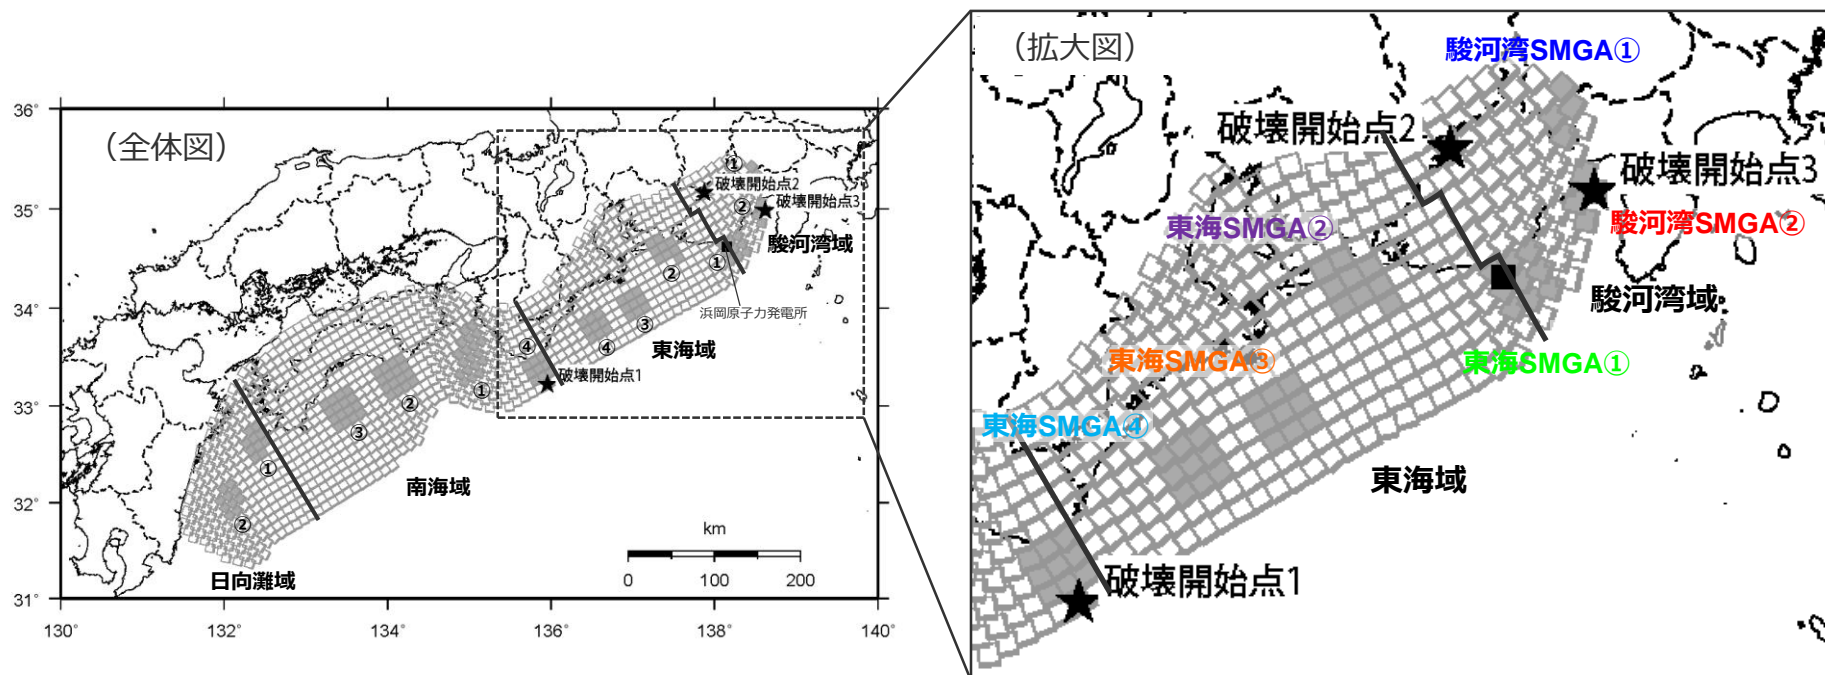 （全体図）
36°
35°
34°
33°
32°
31°
130°
132°
134°
136°
138°
140°
①
破壊開始点2
②
破壊開始点3
駿河湾域
②
①
浜岡原子力発電所
③
④
④
東海域
破壊開始点1
①
②
③
①
南海域
②
日向灘域
km
0
100
200
（拡大図）
駿河湾SMGA①
破壊開始点2
破壊開始点3
東海SMGA②
駿河湾SMGA②
駿河湾域
東海SMGA③
東海SMGA①
東海SMGA④
東海域
破壊開始点1